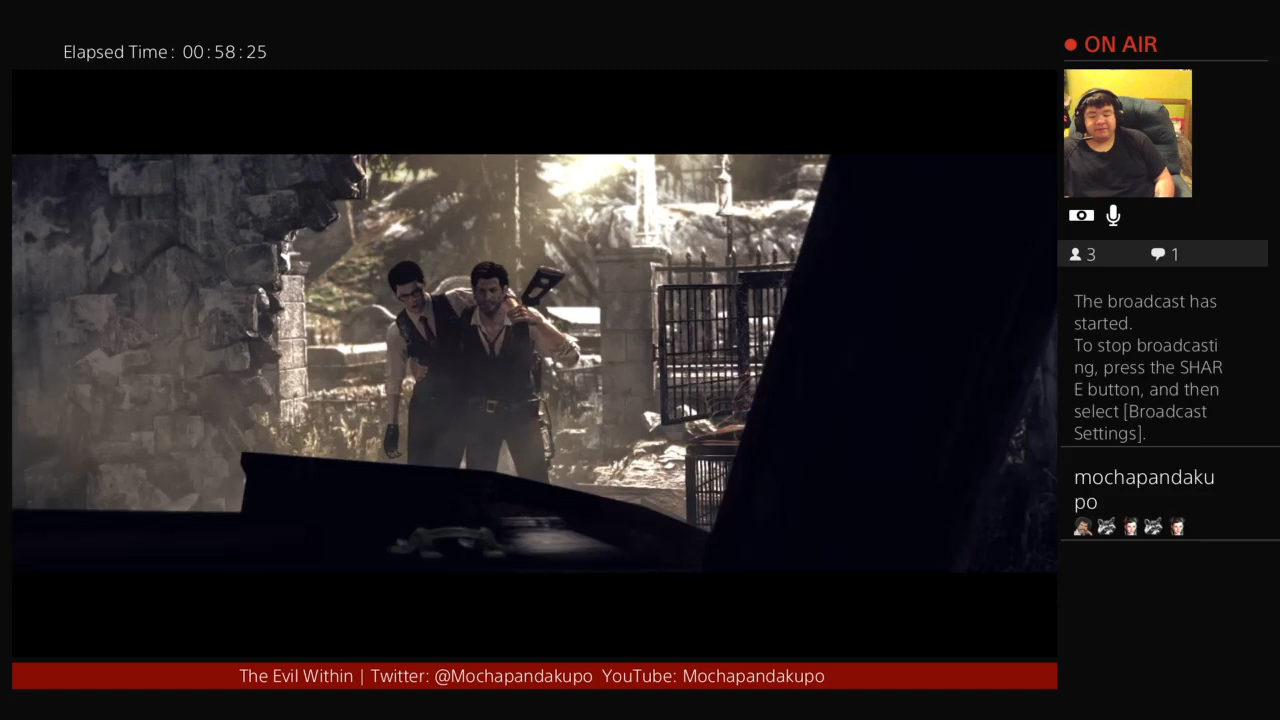 Elapsed Time: 00:58:25
ON AIR
3
1
The broadcast has
started.
To stop broadcasti
ng, press the SHAR
E button, and then
select [Broadcast
Settings].
mochapandaku
po
The Evil Within | Twitter: @Mochapandakupo YouTube: Mochapandakupo